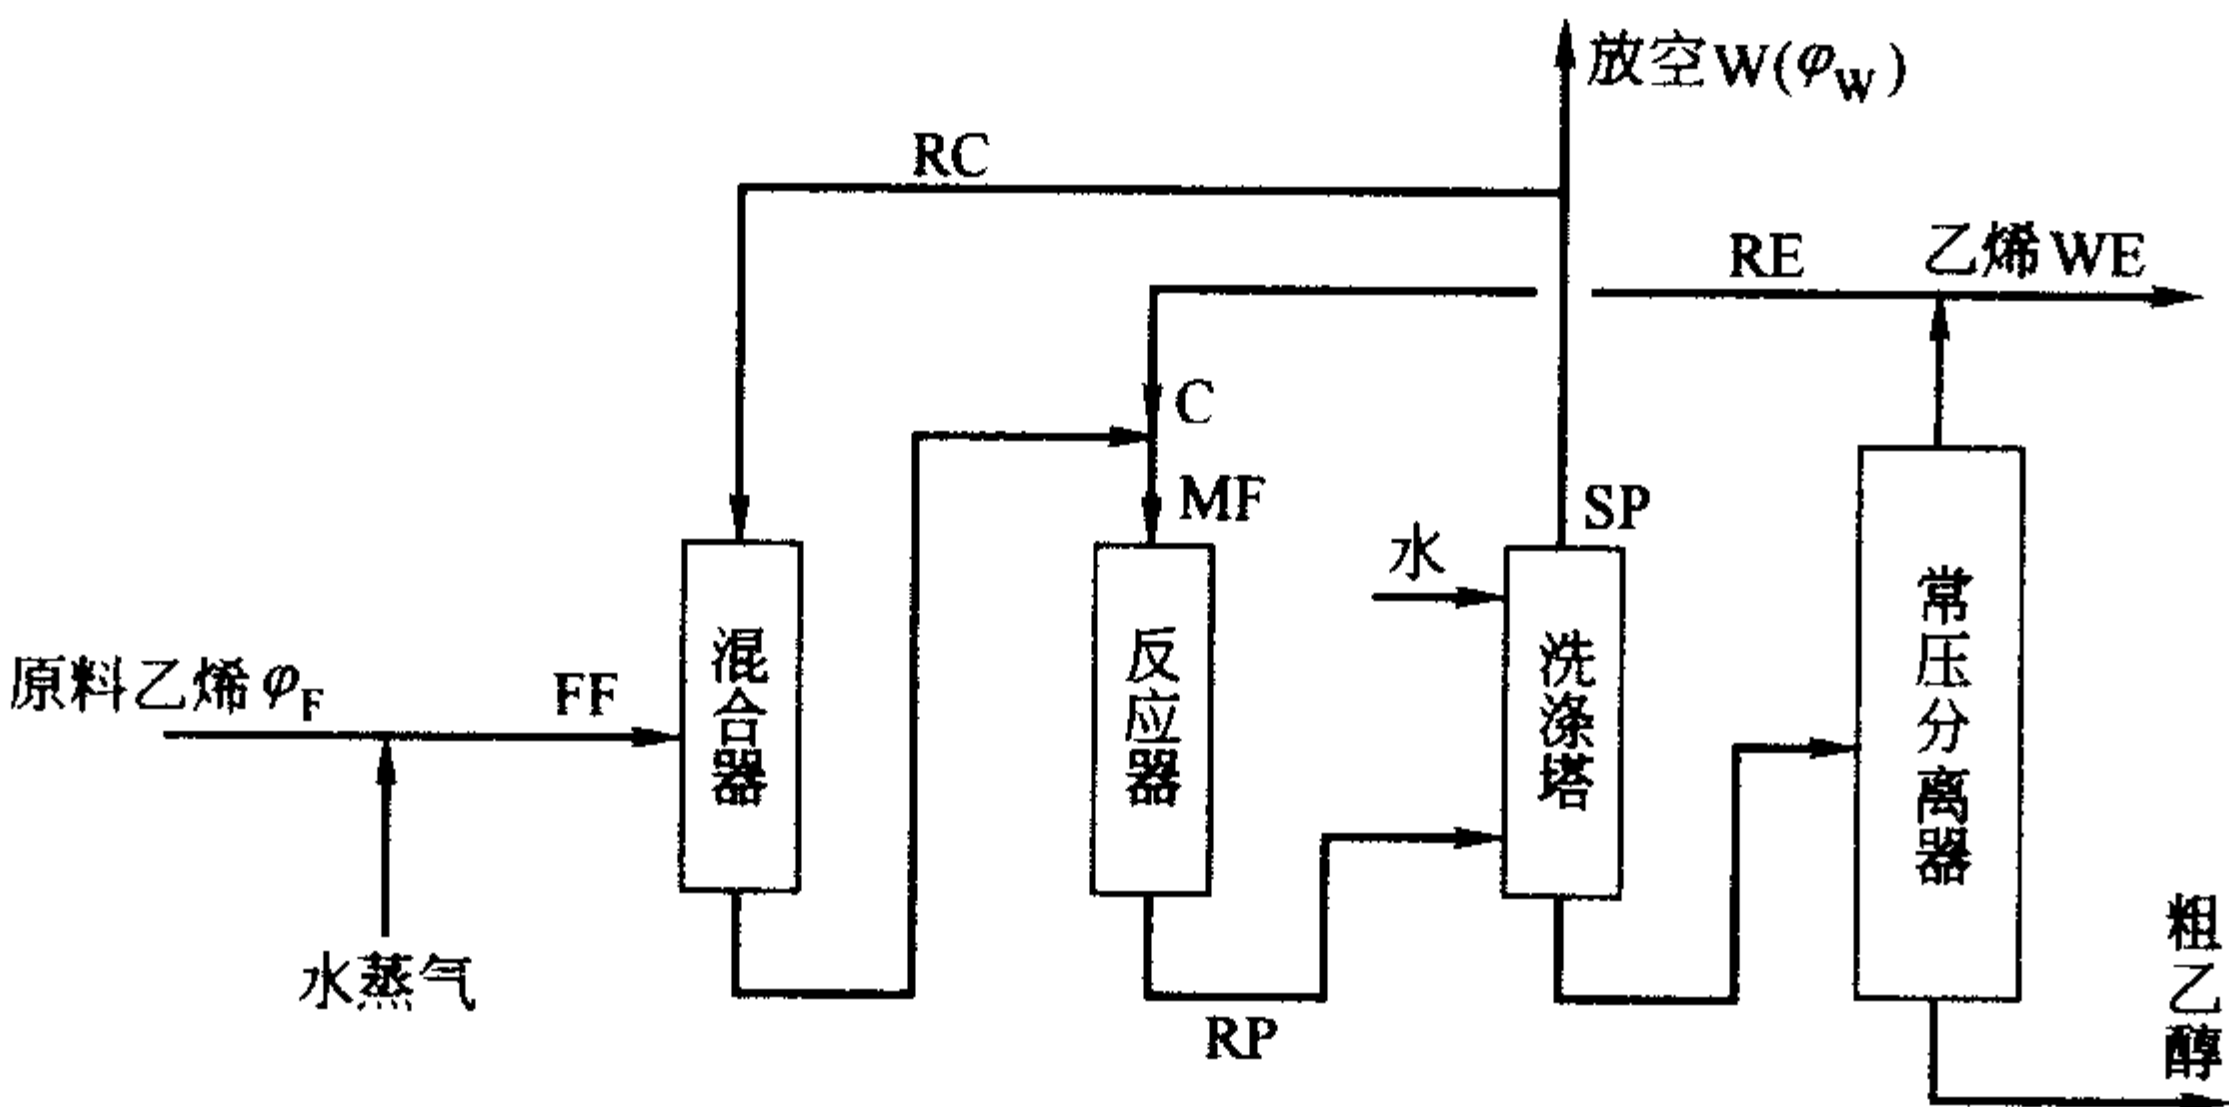 放空W(φW)
RC
RE
乙烯WE
C
MF
SP
水
原料乙烯φF
FF
混合器
反应器
洗涤塔
常压分离器
水蒸气
RP
粗乙醇